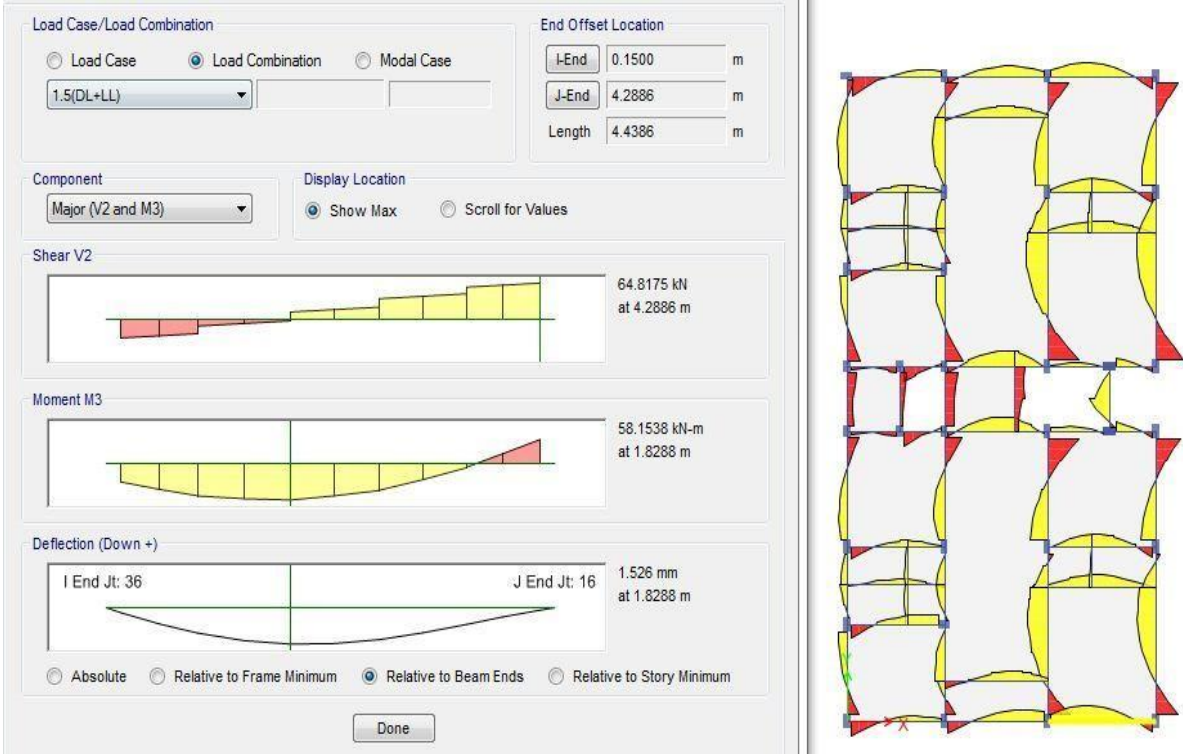 Load Case/Load Combination
Load Case
Load Combination
Modal Case
1.5(DL+LL)
End Offset Location
I-End 0.1500 m
J-End 4.2886 m
Length 4.4386 m
Component
Major (V2 and M3)
Display Location
Show Max
Scroll for Values
Shear V2
64.8175 kN
at 4.2886 m
Moment M3
58.1538 kN-m
at 1.8288 m
Deflection (Down +)
I End Jt: 36
J End Jt: 16
1.526 mm
at 1.8288 m
Absolute
Relative to Frame Minimum
Relative to Beam Ends
Relative to Story Minimum
Done
X